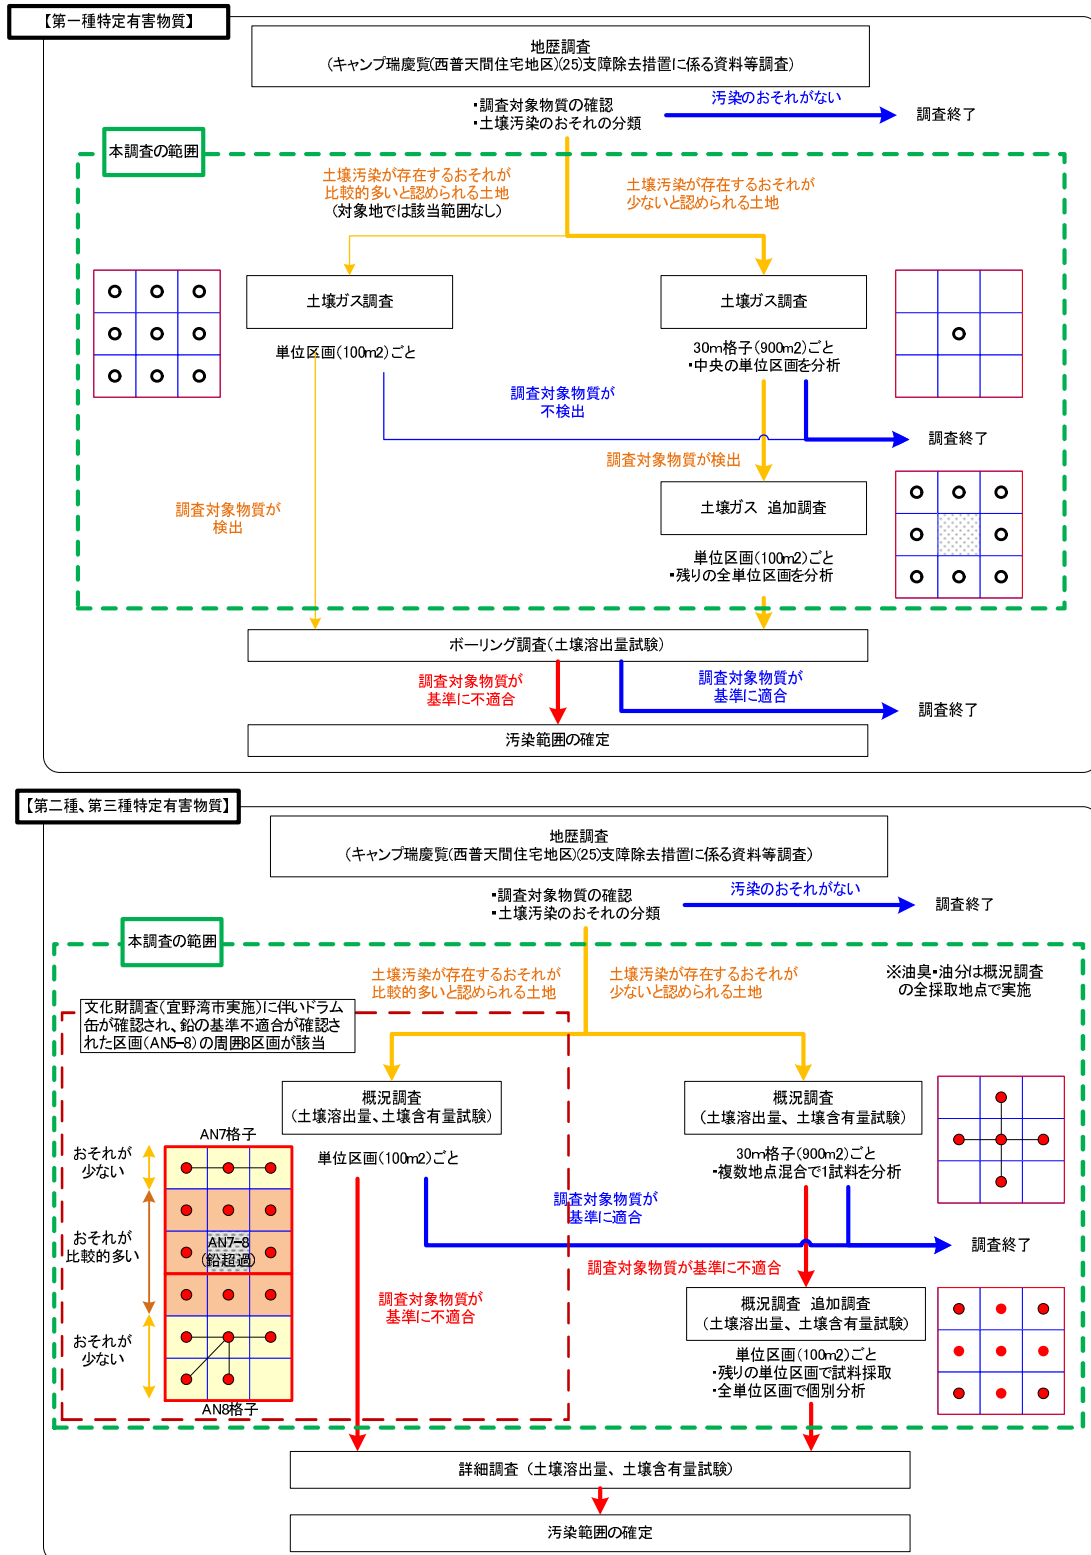 【第一種特定有害物質】
地歴調査
(キャンプ瑞慶覧(西普天間住宅地区)(25)支障除去措置に係る資料等調査)
・調査対象物質の確認
・土壌汚染のおそれの分類
汚染のおそれがない
調査終了
本調査の範囲
土壌汚染が存在するおそれが
比較的多いと認められる土地
(対象地では該当範囲なし)
土壌汚染が存在するおそれが
少ないと認められる土地
土壌ガス調査
単位区画(100m2)ごと
土壌ガス調査
30m格子(900m2)ごと
・中央の単位区画を分析
調査対象物質が
不検出
調査終了
調査対象物質が検出
調査対象物質が
検出
土壌ガス 追加調査
単位区画(100m2)ごと
・残りの全単位区画を分析
ボーリング調査(土壌溶出量試験)
調査対象物質が
基準に不適合
調査対象物質が
基準に適合
調査終了
汚染範囲の確定
【第二種、第三種特定有害物質】
地歴調査
(キャンプ瑞慶覧(西普天間住宅地区)(25)支障除去措置に係る資料等調査)
・調査対象物質の確認
・土壌汚染のおそれの分類
汚染のおそれがない
調査終了
本調査の範囲
土壌汚染が存在するおそれが
比較的多いと認められる土地
土壌汚染が存在するおそれが
少ないと認められる土地
※油臭・油分は概況調査
の全採取地点で実施
文化財調査(宜野湾市実施)に伴いドラム
缶が確認され、鉛の基準不適合が確認さ
れた区画(AN5-8)の周囲8区画が該当
概況調査
(土壌溶出量、土壌含有量試験)
単位区画(100m2)ごと
概況調査
(土壌溶出量、土壌含有量試験)
30m格子(900m2)ごと
・複数地点混合で1試料を分析
AN7格子
おそれが
少ない
おそれが
比較的多い
AN7-8
(鉛超過)
おそれが
少ない
AN8格子
調査対象物質が
基準に適合
調査終了
調査対象物質が基準に不適合
調査対象物質が
基準に不適合
概況調査 追加調査
(土壌溶出量、土壌含有量試験)
単位区画(100m2)ごと
・残りの単位区画で試料採取
・全単位区画で個別分析
詳細調査(土壌溶出量、土壌含有量試験)
汚染範囲の確定